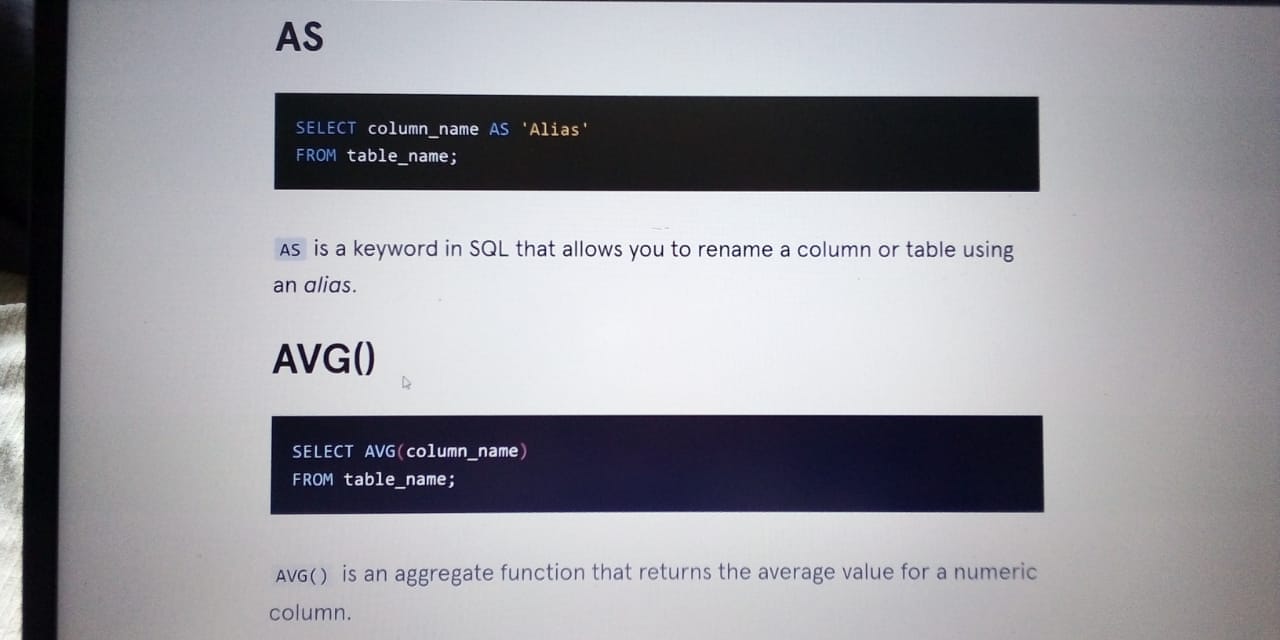 AS
SELECT column_name AS 'Alias'
FROM table_name;
AS is a keyword in SQL that allows you to rename a column or table using
an alias.
AVG()
SELECT AVG(column_name)
FROM table_name;
AVG() is an aggregate function that returns the average value for a numeric
column.